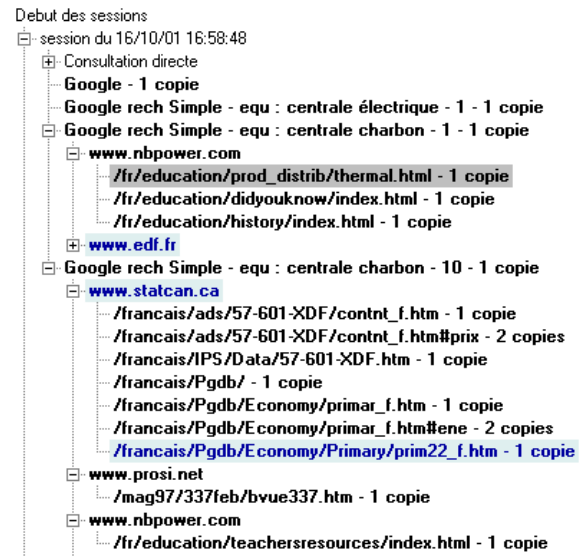 Debut des sessions
session du 16/10/01 16:58:48
Consultation directe
Google - 1 copie
Google rech Simple - equ : centrale électrique - 1 - 1 copie
Google rech Simple - equ : centrale charbon - 1 - 1 copie
www.nbpower.com
/fr/education/prod_distrib/thermal.html - 1 copie
/fr/education/didyouknow/index.html - 1 copie
/fr/education/history/index.html - 1 copie
www.edf.fr
Google rech Simple - equ : centrale charbon - 10 - 1 copie
www.statcan.ca
/francais/ads/57-601-XDF/contnt_f.htm - 1 copie
/francais/ads/57-601-XDF/contnt_f.htm#prix - 2 copies
/francais/IPS/Data/57-601-XDF.htm - 1 copie
/francais/Pgdb/ - 1 copie
/francais/Pgdb/Economy/primar_f.htm - 1 copie
/francais/Pgdb/Economy/primar_f.htm#ene - 2 copies
/francais/Pgdb/Economy/Primary/prim22_f.htm - 1 copie
www.prosi.net
/mag97/337feb/bvue337.htm - 1 copie
www.nbpower.com
/fr/education/teachersresources/index.html - 1 copie